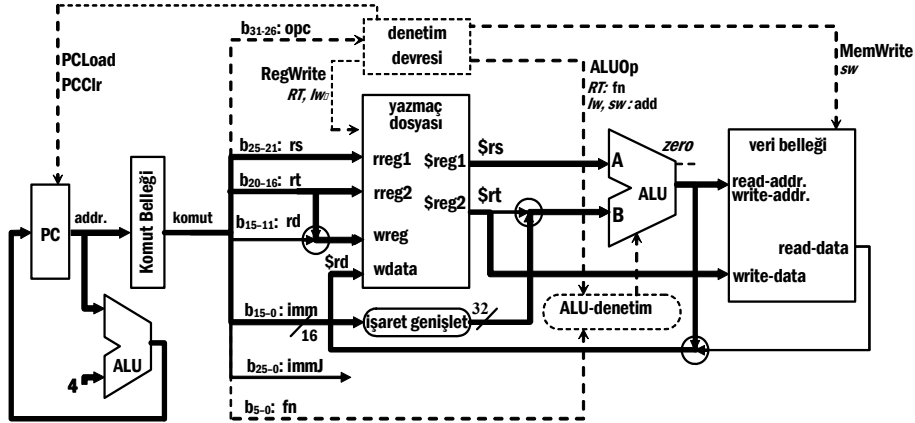 b31-26: opc
denetim
devresi
PCLoad
PCClr
RegWrite
RT, lw
ALUOp
RT: fn
lw, sw : add
MemWrite
sw
yazmaç
dosyası
b25-21: rs
rreg1
$reg1
$rs
A
zero
veri belleği
b20-16: rt
rreg2
$reg2
$rt
B
ALU
read-addr.
write-addr.
PC
addr.
Komut Belleği
komut
b15-11: rd
wreg
read-data
$rd
wdata
write-data
b15-0: imm
16
işaret genişlet
32
ALU-denetim
ALU
4
b25-0: immJ
b5-0: fn